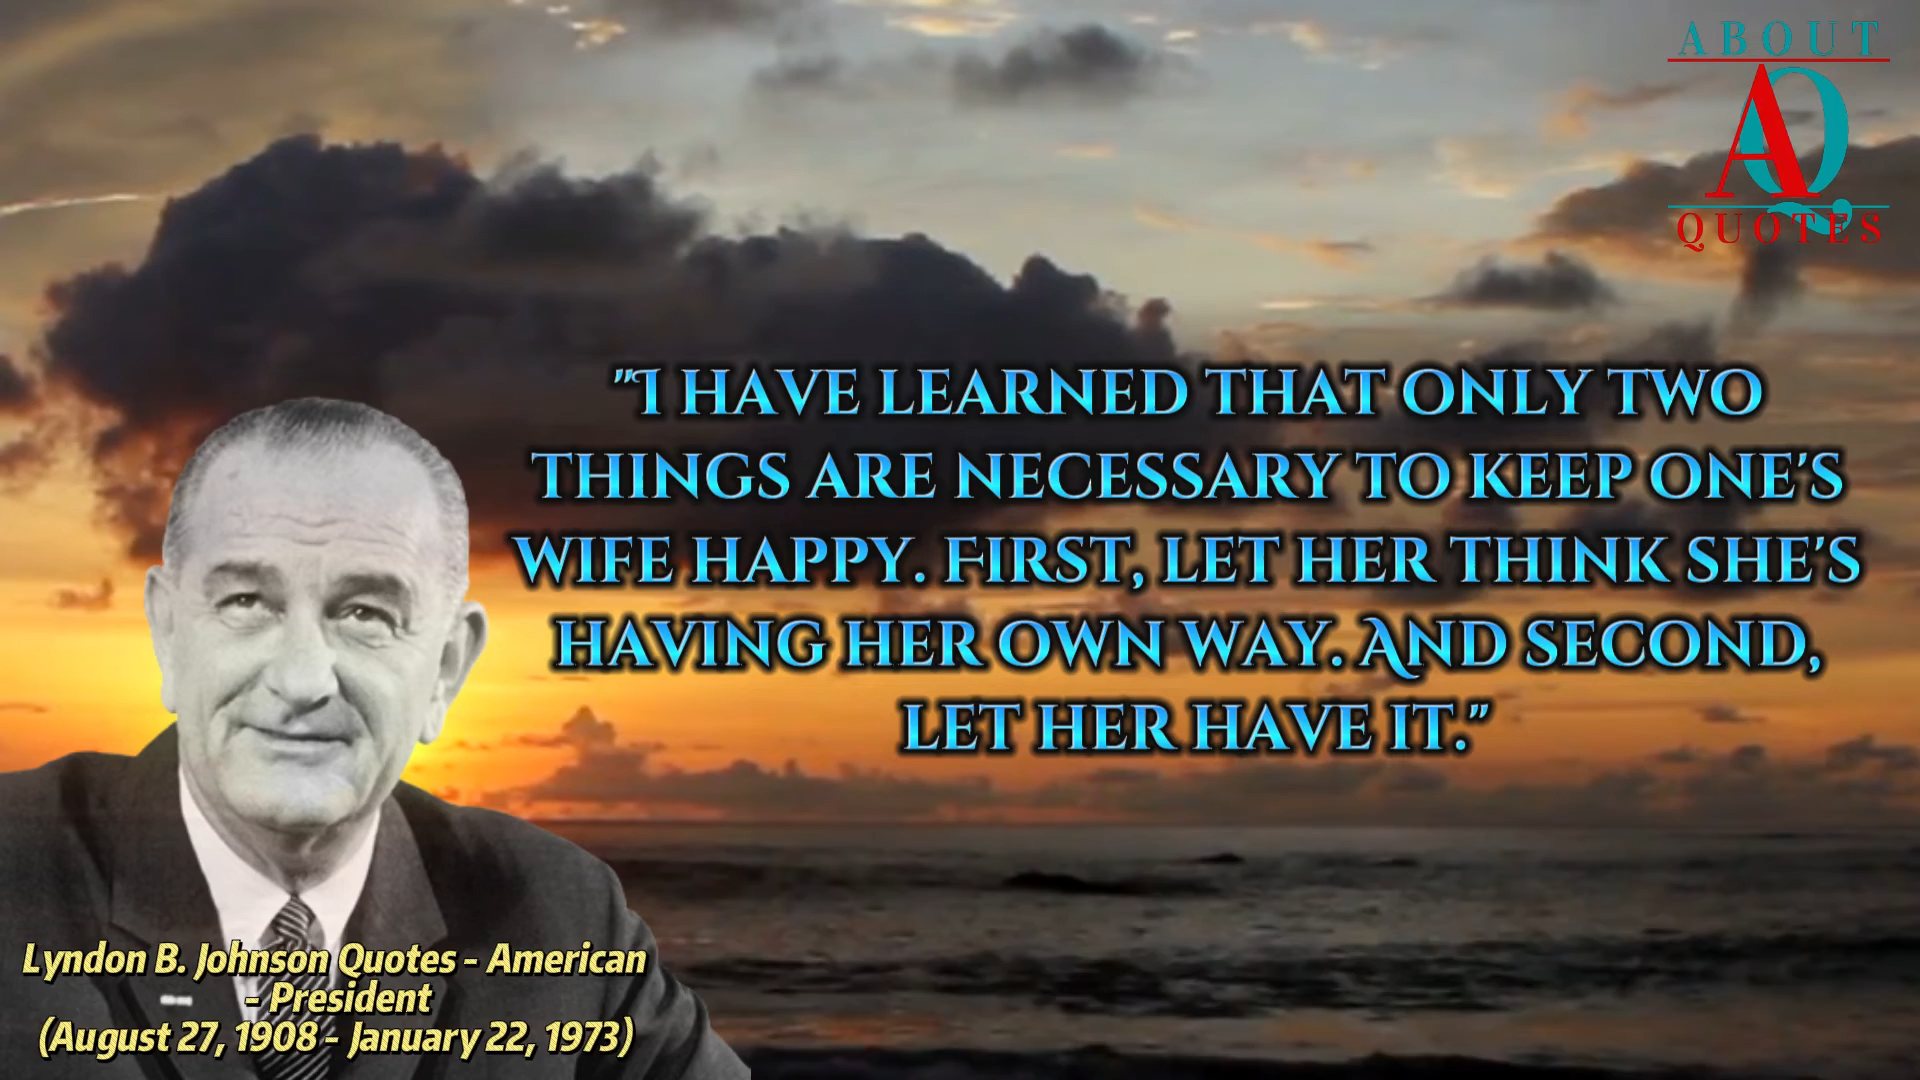 ABOUT
AQ
QUOTES
"I HAVE LEARNED THAT ONLY TWO
THINGS ARE NECESSARY TO KEEP ONE'S
WIFE HAPPY. FIRST, LET HER THINK SHE'S
HAVING HER OWN WAY. AND SECOND,
LET HER HAVE IT."
Lyndon B. Johnson Quotes - American
- President
(August 27, 1908 - January 22, 1973)